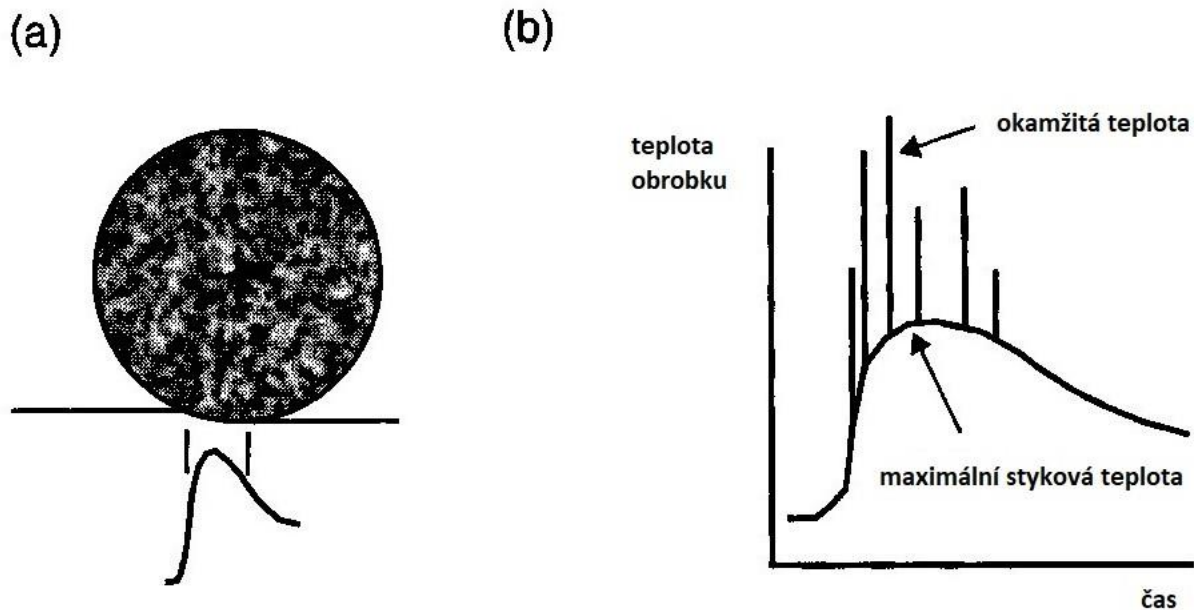 (a)
(b)
teplota
obrobku
okamžitá teplota
maximální styková teplota
čas